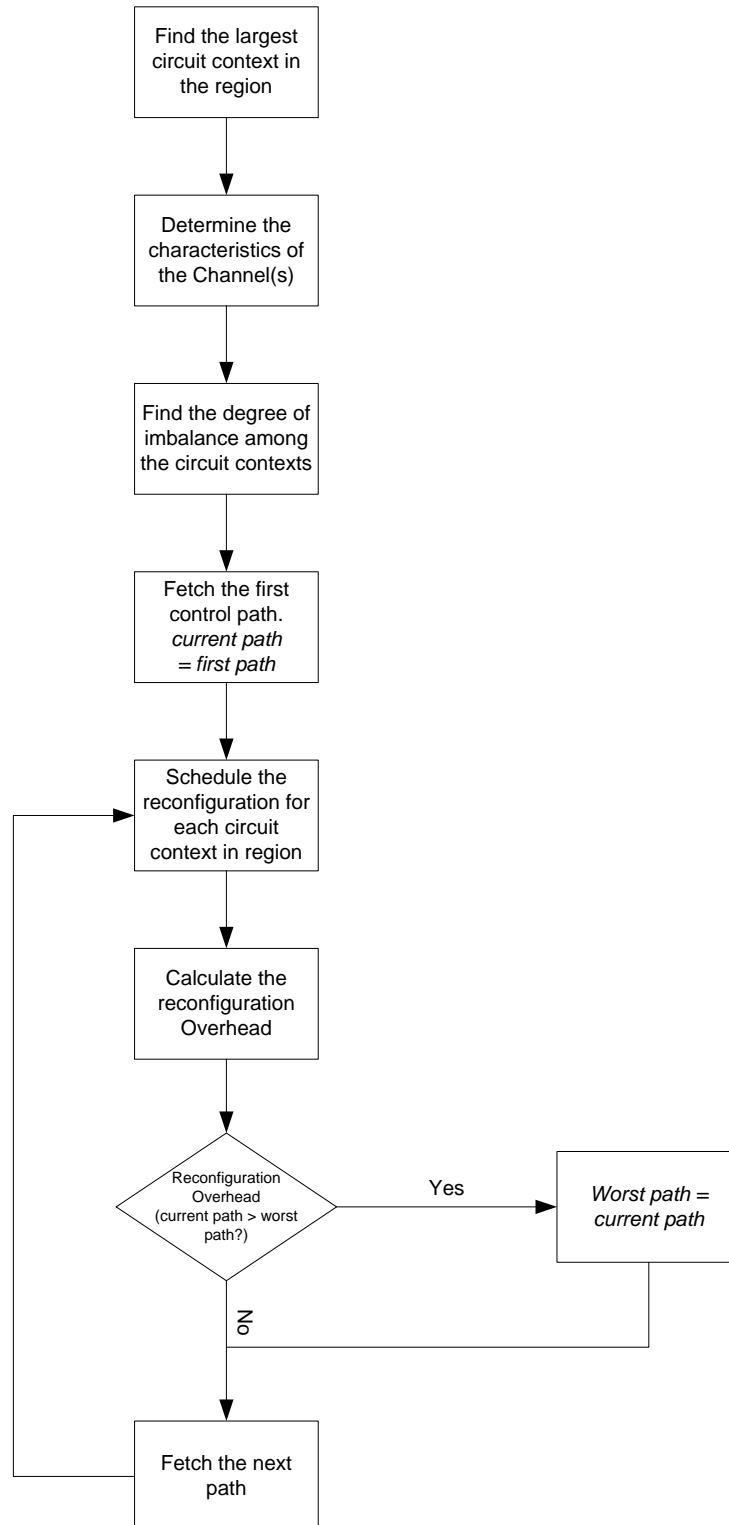 Find the largest
circuit context in
the region
Determine the
characteristics of
the Channel(s)
Find the degree of
imbalance among
the circuit contexts
Fetch the first
control path.
current path
= first path
Schedule the
reconfiguration for
each circuit
context in region
Calculate the
reconfiguration
Overhead
Reconfiguration
Overhead
(current path > worst
path?)
Yes
Worst path =
current path
No
Fetch the next
path